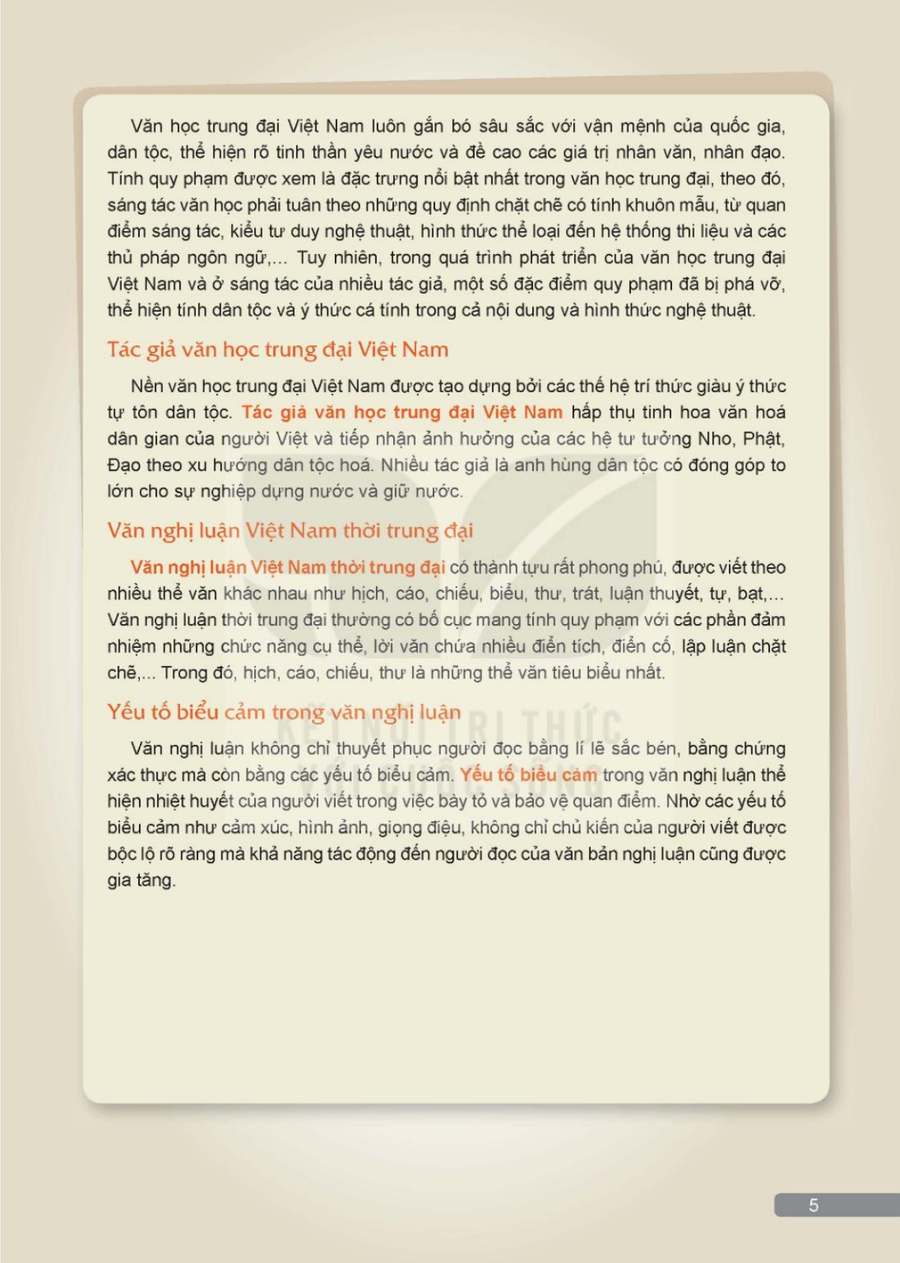 Văn học trung đại Việt Nam luôn gắn bó sâu sắc với vận mệnh của quốc gia,
dân tộc, thể hiện rõ tinh thần yêu nước và đề cao các giá trị nhân văn, nhân đạo.
Tính quy phạm được xem là đặc trưng nổi bật nhất trong văn học trung đại, theo đó,
sáng tác văn học phải tuân theo những quy định chặt chẽ có tính khuôn mẫu, từ quan
điểm sáng tác, kiểu tư duy nghệ thuật, hình thức thể loại đến hệ thống thi liệu và các
thủ pháp ngôn ngữ,... Tuy nhiên, trong quá trình phát triển của văn học trung đại
Việt Nam và ở sáng tác của nhiều tác giả, một số đặc điểm quy phạm đã bị phá vỡ,
thể hiện tính dân tộc và ý thức cá tính trong cả nội dung và hình thức nghệ thuật.
Tác giả văn học trung đại Việt Nam
Nền văn học trung đại Việt Nam được tạo dựng bởi các thế hệ trí thức giàu ý thức
tự tôn dân tộc. Tác giả văn học trung đại Việt Nam hấp thụ tinh hoa văn hoá
dân gian của người Việt và tiếp nhận ảnh hưởng của các hệ tư tưởng Nho, Phật,
Đạo theo xu hướng dân tộc hoá. Nhiều tác giả là anh hùng dân tộc có đóng góp to
lớn cho sự nghiệp dựng nước và giữ nước.
Văn nghị luận Việt Nam thời trung đại
Văn nghị luận Việt Nam thời trung đại có thành tựu rất phong phú, được viết theo
nhiều thể văn khác nhau như hịch, cáo, chiếu, biểu, thư, trát, luận thuyết, tự, bạt,...
Văn nghị luận thời trung đại thường có bố cục mang tính quy phạm với các phần đảm
nhiệm những chức năng cụ thể, lời văn chứa nhiều điển tích, điển cố, lập luận chặt
chẽ,... Trong đó, hịch, cáo, chiếu, thư là những thể văn tiêu biểu nhất.
Yếu tố biểu cảm trong văn nghị luận
Văn nghị luận không chỉ thuyết phục người đọc bằng lí lẽ sắc bén, bằng chứng
xác thực mà còn bằng các yếu tố biểu cảm. Yếu tố biểu cảm trong văn nghị luận thể
hiện nhiệt huyết của người viết trong việc bày tỏ và bảo vệ quan điểm. Nhờ các yếu tố
biểu cảm như cảm xúc, hình ảnh, giọng điệu, không chỉ chủ kiến của người viết được
bộc lộ rõ ràng mà khả năng tác động đến người đọc của văn bản nghị luận cũng được
gia tăng.
KẾT NỐI TRI THỨC
VỚI CUỘC SỐNG
5